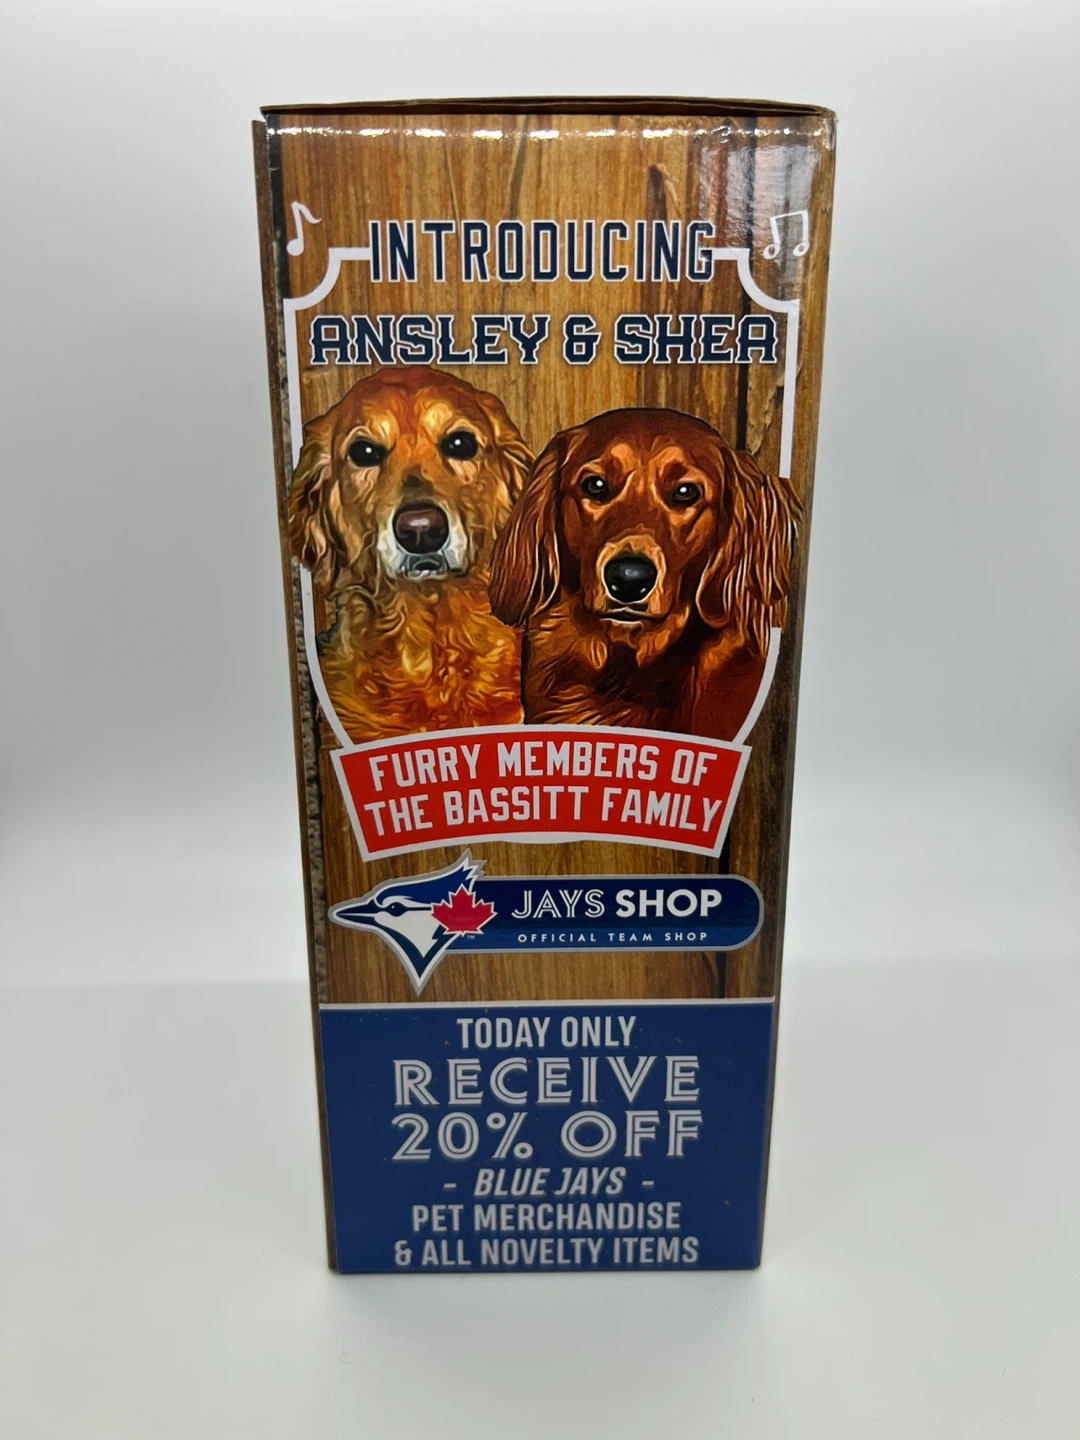 INTRODUCING
ANSLEY & SHEA
FURRY MEMBERS OF
THE BASSITT FAMILY
JAYS SHOP
OFFICIAL TEAM SHOP
TM
TODAY ONLY
RECEIVE
20% OFF
- BLUE JAYS -
PET MERCHANDISE
& ALL NOVELTY ITEMS